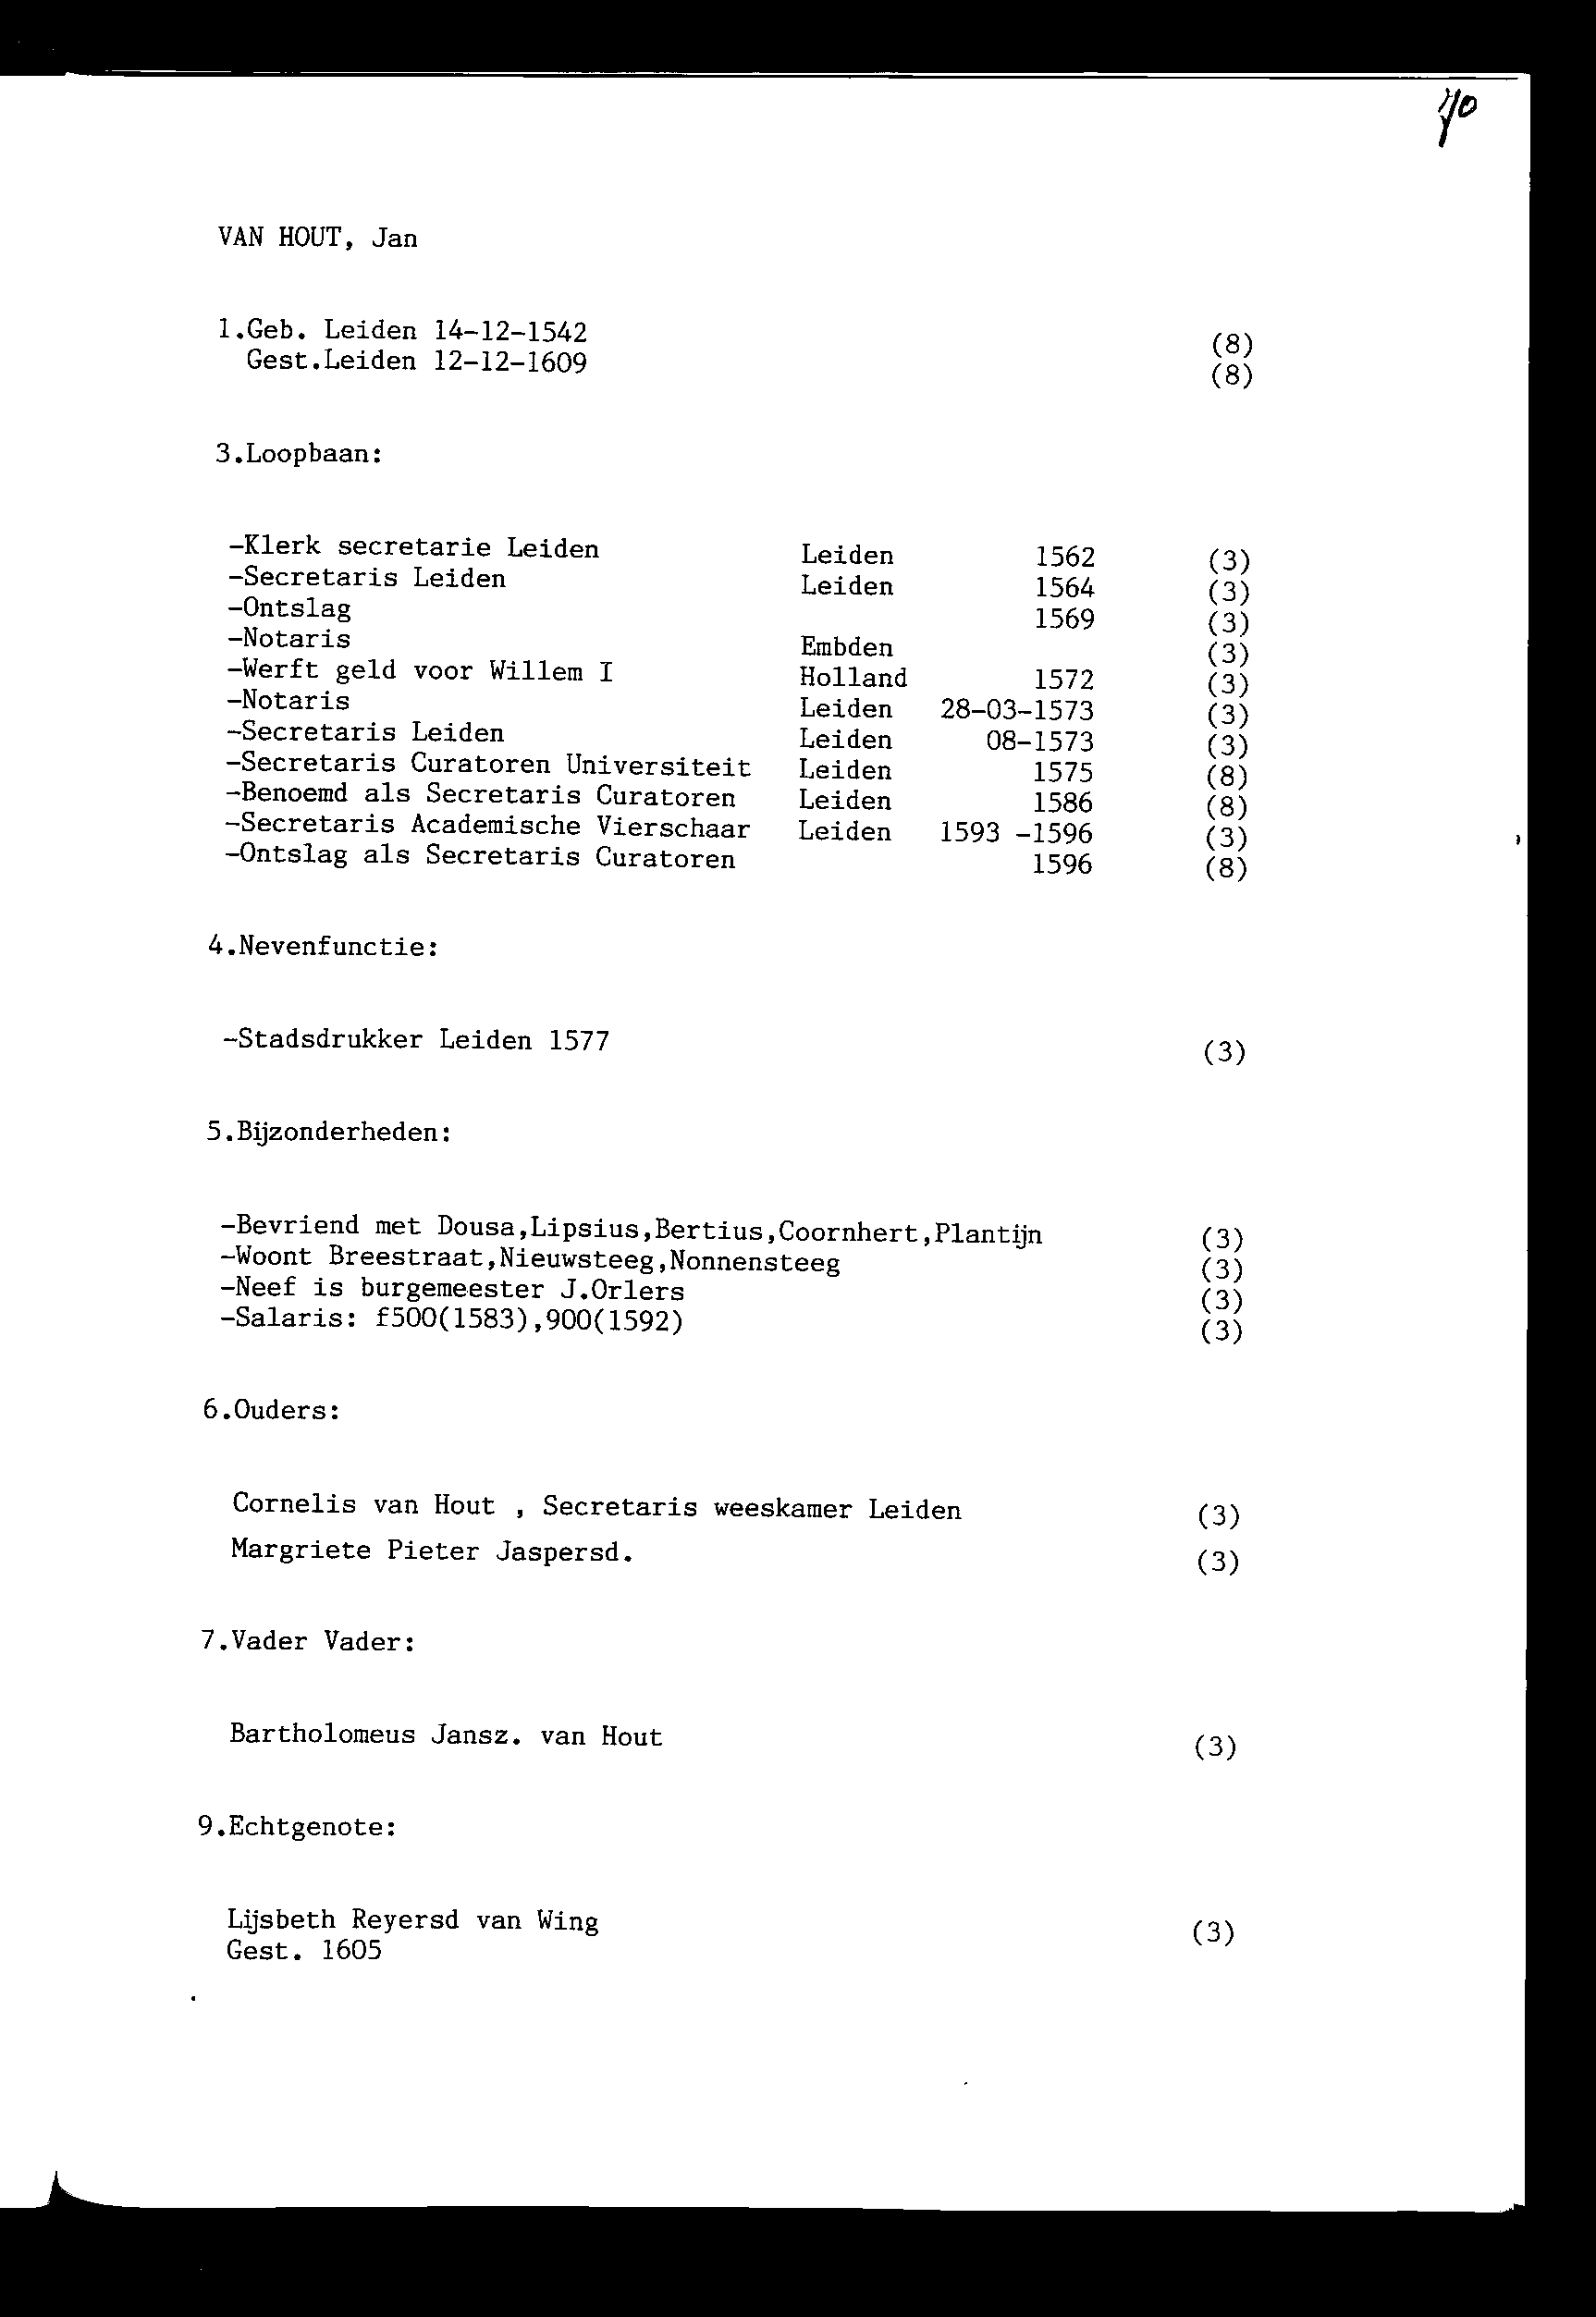 VAN HOUT, Jan
1.Geb. Leiden 14-12-1542 (8)
Gest.Leiden 12-12-1609 (8)
3.Loopbaan:
-Klerk secretarie Leiden Leiden 1562 (3)
-Secretaris Leiden Leiden 1564 (3)
-Ontslag 1569 (3)
-Notaris Embden (3)
-Werft geld voor Willem I Holland 1572 (3)
-Notaris Leiden 28-03-1573 (3)
-Secretaris Leiden Leiden 08-1573 (3)
-Secretaris Curatoren Universiteit Leiden 1575 (8)
-Benoemd als Secretaris Curatoren Leiden 1586 (8)
-Secretaris Academische Vierschaar Leiden 1593 -1596 (3)
-Ontslag als Secretaris Curatoren 1596 (8)
4.Nevenfunctie:
-Stadsdrukker Leiden 1577 (3)
5.Bijzonderheden:
-Bevriend met Dousa,Lipsius,Bertius,Coornhert,Plantijn (3)
-Woont Breestraat,Nieuwsteeg,Nonnensteeg (3)
-Neef is burgemeester J.Orlers (3)
-Salaris: f500(1583),900(1592) (3)
6.Ouders:
Cornelis van Hout , Secretaris weeskamer Leiden (3)
Margriete Pieter Jaspersd. (3)
7.Vader Vader:
Bartholomeus Jansz. van Hout (3)
9.Echtgenote:
Lijsbeth Reyersd van Wing (3)
Gest. 1605